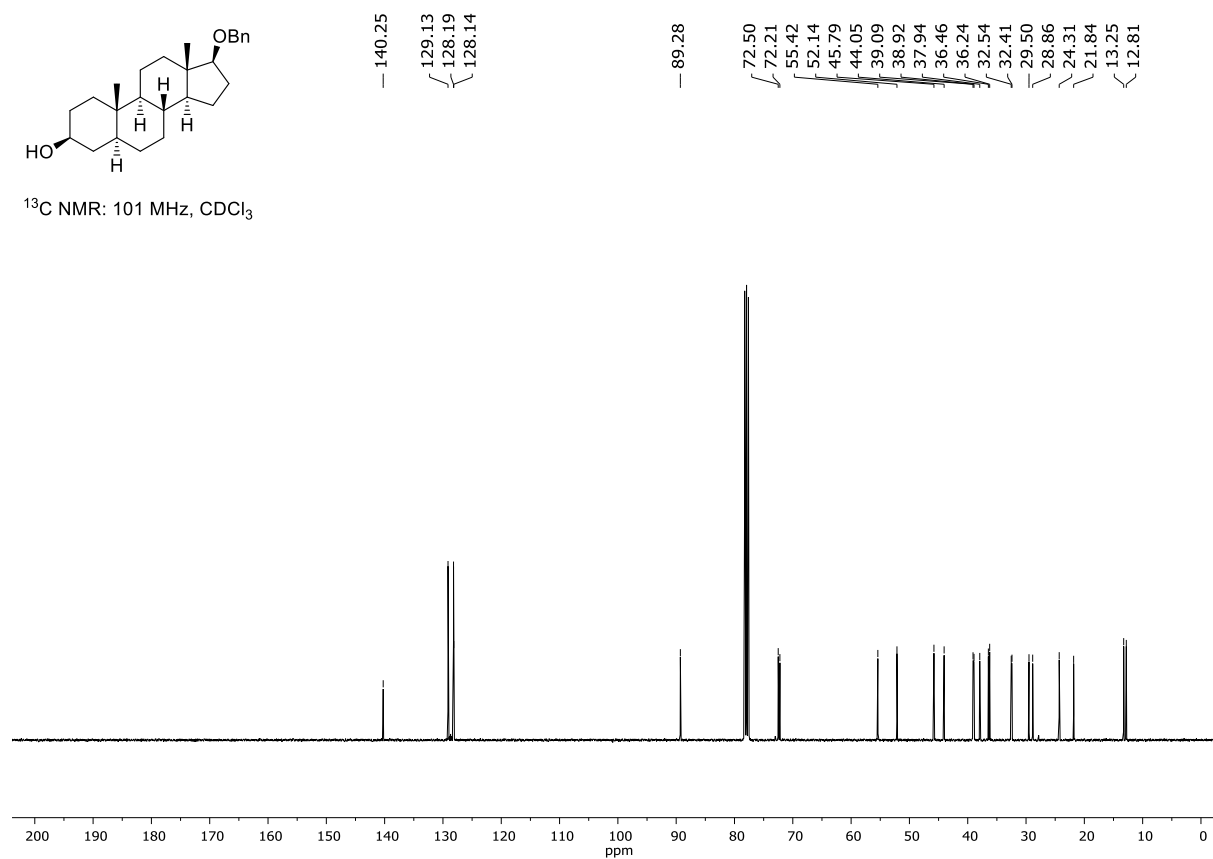 OBn
H
H
H
HO
H
¹³C NMR: 101 MHz, CDCl₃
140.25
129.13
128.19
128.14
89.28
72.50
72.21
55.42
52.14
45.79
44.05
39.09
38.92
37.94
36.46
36.24
32.54
32.41
29.50
28.86
24.31
21.84
13.25
12.81
200 190 180 170 160 150 140 130 120 110 100 90 80 70 60 50 40 30 20 10 0
ppm